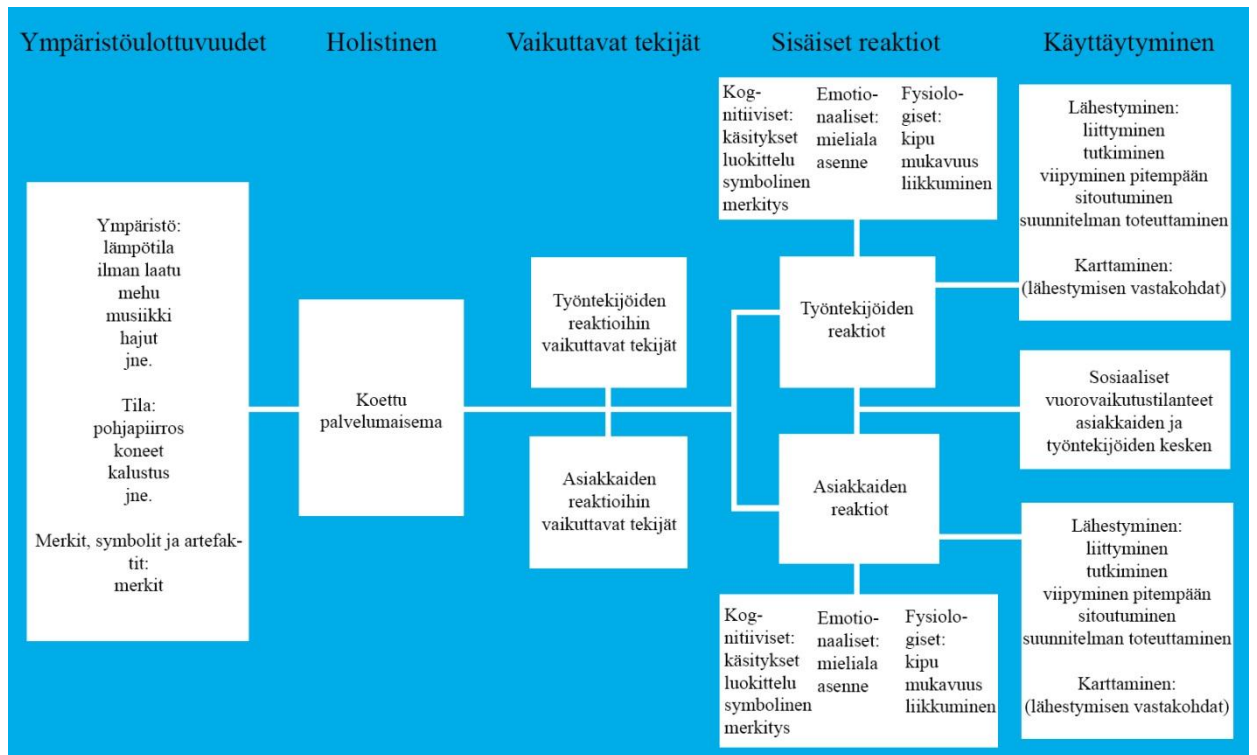 Ympäristöulottuvuudet
Holistinen
Vaikuttavat tekijät
Sisäiset reaktiot
Käyttäytyminen
Ympäristö:
lämpötila
ilman laatu
mehu
musiikki
hajut
jne.
Tila:
pohjapiirros
koneet
kalustus
jne.
Merkit, symbolit ja artefak-
tit:
merkit
Koettu
palvelumaisema
Työntekijöiden
reaktioihin
vaikuttavat tekijät
Asiakkaiden
reaktioihin
vaikuttavat tekijät
Kog-
nitiiviset:
käsitykset
luokittelu
symbolinen
merkitys
Emotio-
naaliset:
mieliala
asenne
Fysiolo-
giset:
kipu
mukavuus
liikkuminen
Työntekijöiden
reaktiot
Asiakkaiden
reaktiot
Kog-
nitiiviset:
käsitykset
luokittelu
symbolinen
merkitys
Emotio-
naaliset:
mieliala
asenne
Fysiolo-
giset:
kipu
mukavuus
liikkuminen
Lähestyminen:
liittyminen
tutkiminen
viipyminen pitempään
sitoutuminen
suunnitelman toteuttaminen
Karttaminen:
(lähestymisen vastakohdat)
Sosiaaliset
vuorovaikutustilanteet
asiakkaiden ja
työntekijöiden kesken
Lähestyminen:
liittyminen
tutkiminen
viipyminen pitempään
sitoutuminen
suunnitelman toteuttaminen
Karttaminen:
(lähestymisen vastakohdat)